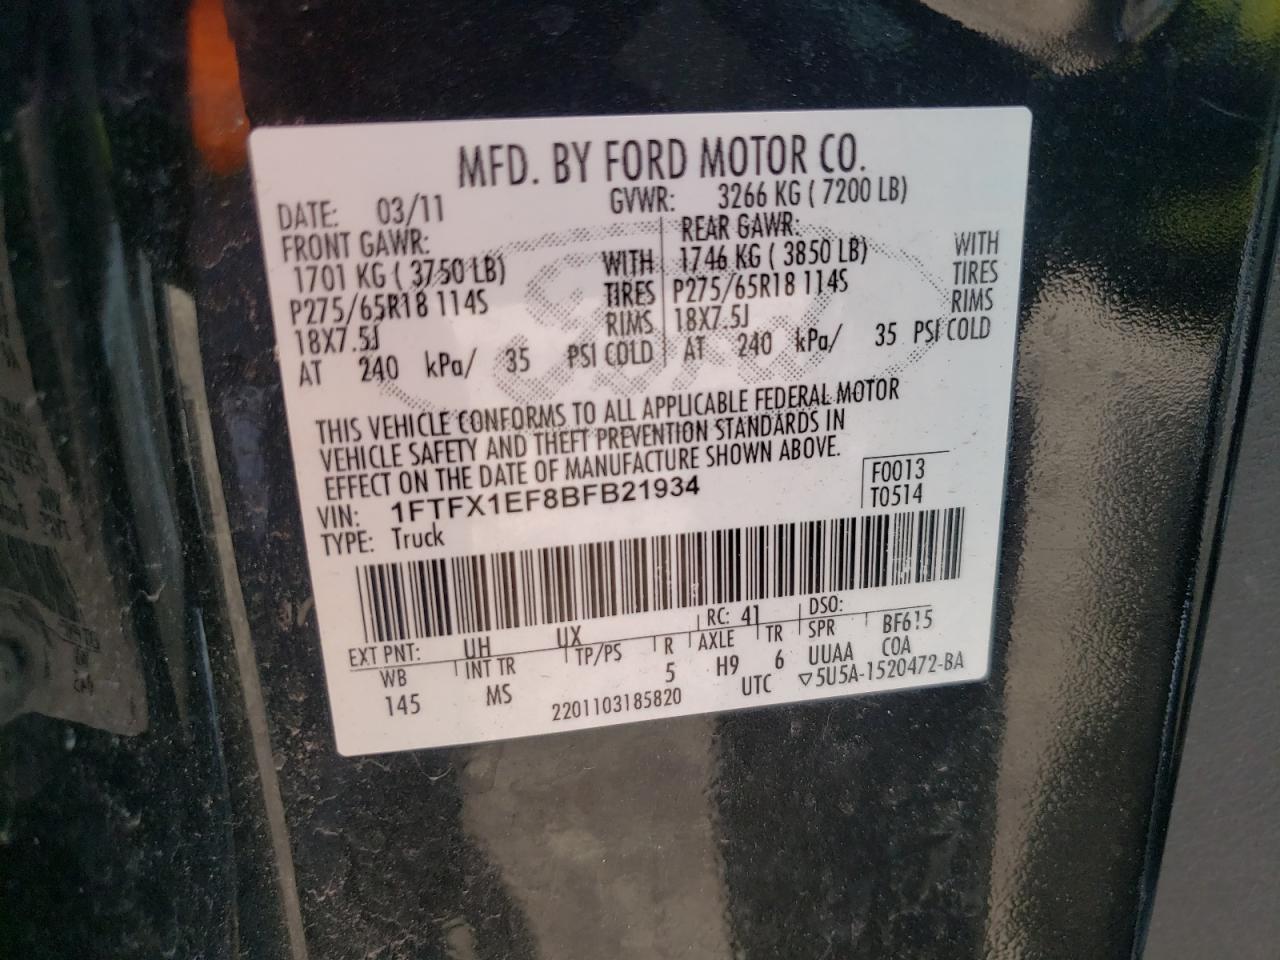 MFD. BY FORD MOTOR CO.
DATE: 03/11 GVWR: 3266 KG ( 7200 LB)
FRONT GAWR: REAR GAWR:
1701 KG ( 3750 LB) WITH 1746 KG ( 3850 LB) WITH
P275/65R18 114S TIRES P275/65R18 114S TIRES
18X7.5J RIMS 18X7.5J RIMS
AT 240 kPa/ 35 PSI COLD AT 240 kPa/ 35 PSI COLD
THIS VEHICLE CONFORMS TO ALL APPLICABLE FEDERAL MOTOR
VEHICLE SAFETY AND THEFT PREVENTION STANDARDS IN
EFFECT ON THE DATE OF MANUFACTURE SHOWN ABOVE.
VIN: 1FTFX1EF8BFB21934 F0013
TYPE: Truck T0514
EXT PNT: UH UX RC: 41 DSO:
WB INT TR TP/PS R AXLE TR SPR BF615
145 MS 5 H9 6 UUAA COA
2201103185820 UTC ▽5U5A-1520472-BA